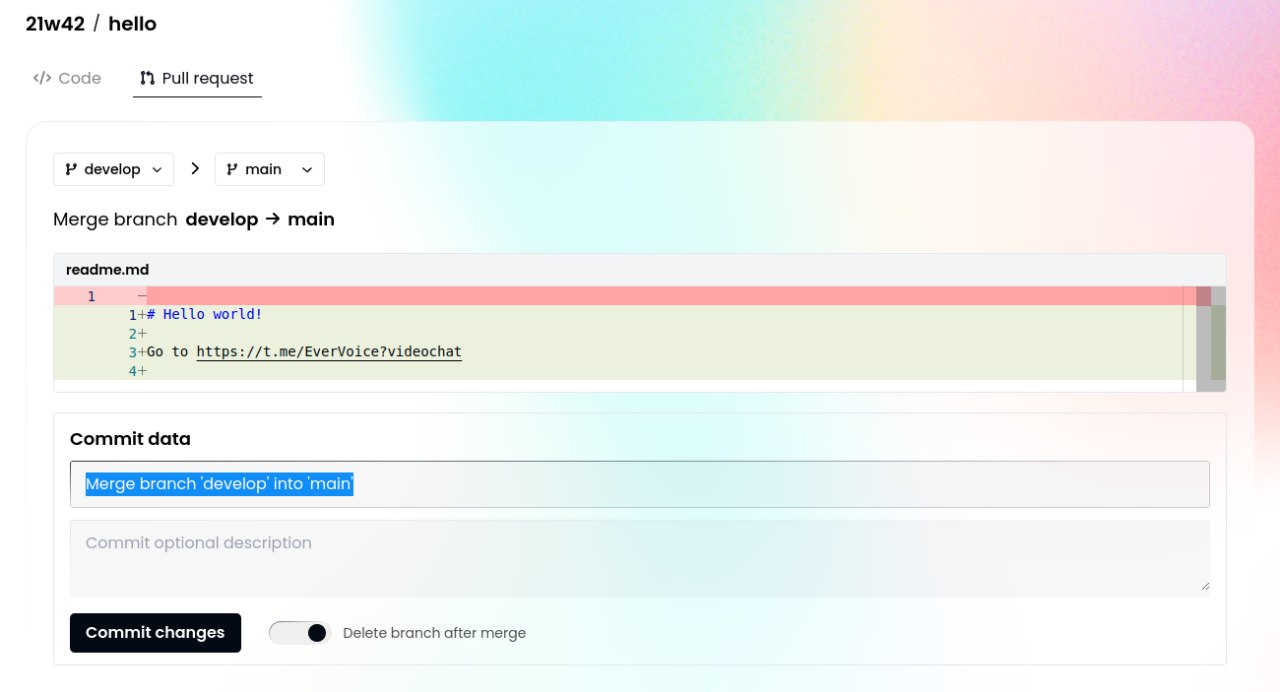 21w42 / hello
</> Code Pull request
develop main
Merge branch develop → main
readme.md
1 —
1+# Hello world!
2+
3+Go to https://t.me/EverVoice?videochat
4+
Commit data
Merge branch 'develop' into 'main'
Commit optional description
Commit changes Delete branch after merge